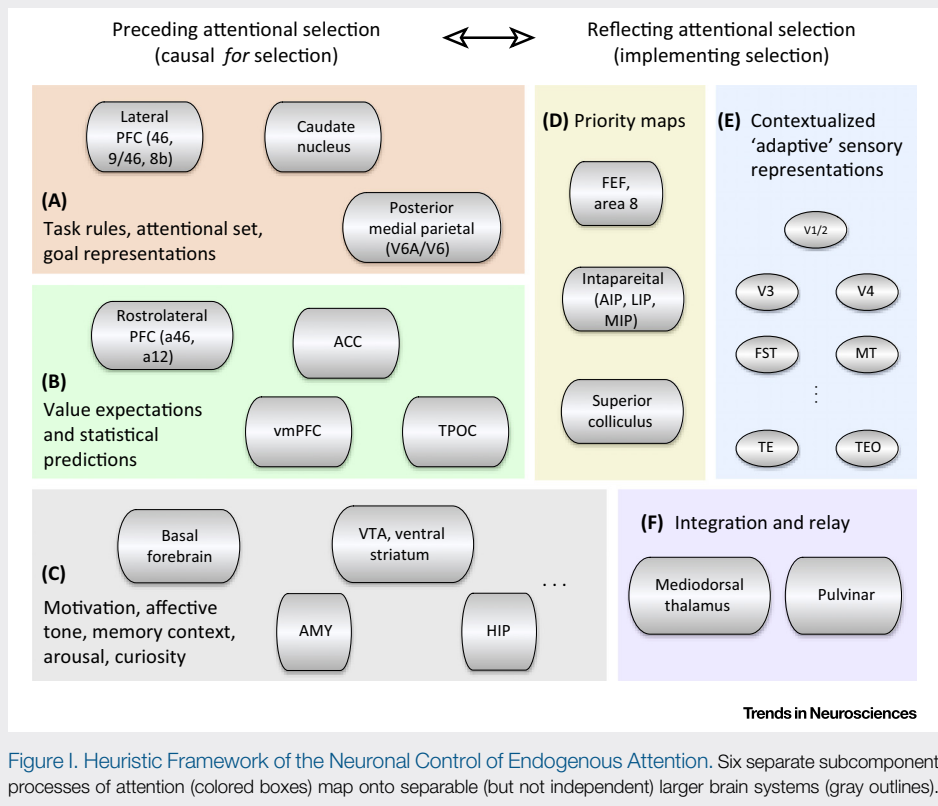 Preceding attentional selection
(causal for selection)
Reflecting attentional selection
(implementing selection)
Lateral
PFC (46,
9/46, 8b)
Caudate
nucleus
Posterior
medial parietal
(V6A/V6)
(A)
Task rules, attentional set,
goal representations
Rostrolateral
PFC (a46,
a12)
ACC
vmPFC
TPOC
(B)
Value expectations
and statistical
predictions
Basal
forebrain
VTA, ventral
striatum
AMY
HIP
. . .
(C)
Motivation, affective
tone, memory context,
arousal, curiosity
(D) Priority maps
FEF,
area 8
Intapareital
(AIP, LIP,
MIP)
Superior
colliculus
(E) Contextualized
‘adaptive’ sensory
representations
V1/2
V3
V4
FST
MT
⋮
TE
TEO
(F) Integration and relay
Mediodorsal
thalamus
Pulvinar
Trends in Neurosciences
Figure I. Heuristic Framework of the Neuronal Control of Endogenous Attention. Six separate subcomponent
processes of attention (colored boxes) map onto separable (but not independent) larger brain systems (gray outlines).